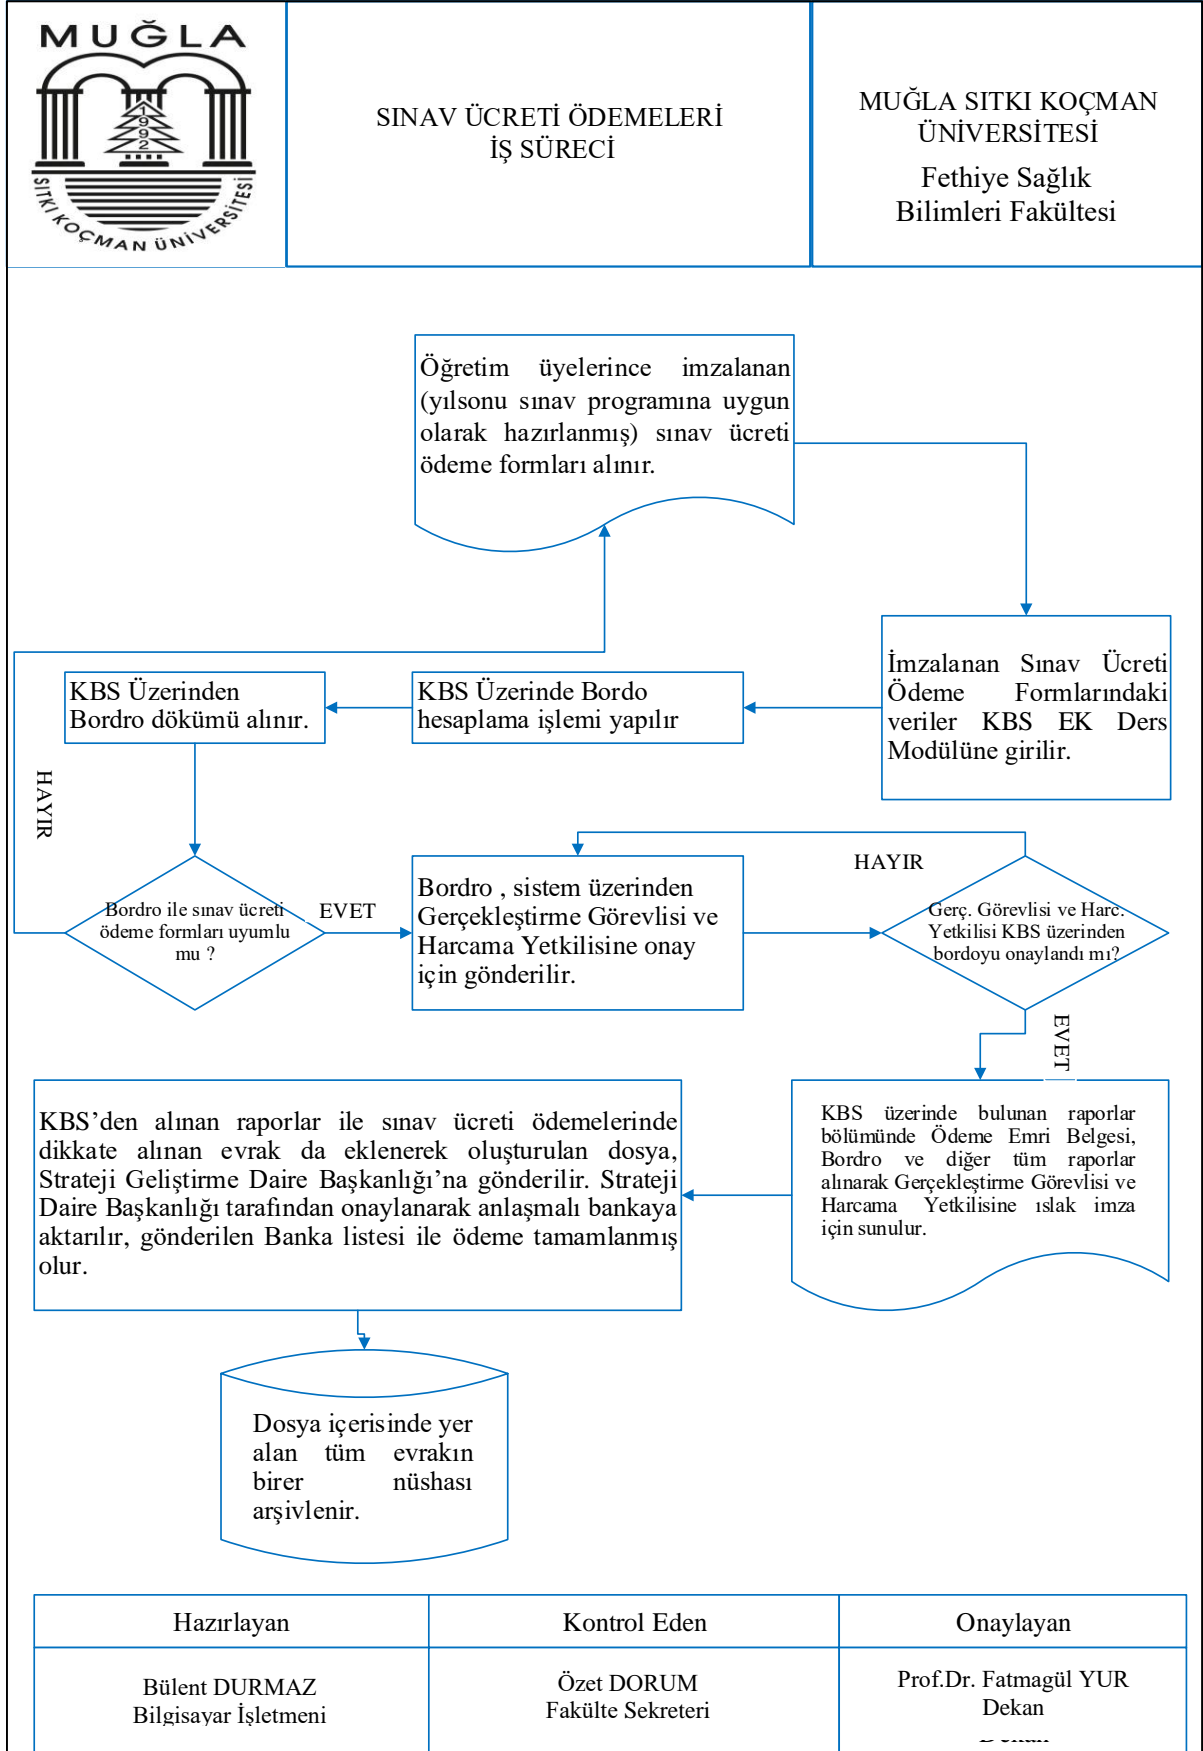 MUĞLA
1992
SITKI KOÇMAN ÜNİVERSİTESİ
SINAV ÜCRETİ ÖDEMELERİ
İŞ SÜRECİ
MUĞLA SITKI KOÇMAN
ÜNİVERSİTESİ
Fethiye Sağlık
Bilimleri Fakültesi
Öğretim üyelerince imzalanan
(yılsonu sınav programına uygun
olarak hazırlanmış) sınav ücreti
ödeme formları alınır.
İmzalanan Sınav Ücreti
Ödeme Formlarındaki
veriler KBS EK Ders
Modülüne girilir.
KBS Üzerinde Bordo
hesaplama işlemi yapılır
KBS Üzerinden
Bordro dökümü alınır.
HAYIR
Bordro ile sınav ücreti
ödeme formları uyumlu
mu ?
EVET
Bordro , sistem üzerinden
Gerçekleştirme Görevlisi ve
Harcama Yetkilisine onay
için gönderilir.
HAYIR
Gerç. Görevlisi ve Harc.
Yetkilisi KBS üzerinden
bordoyu onaylandı mı?
EVET
KBS üzerinde bulunan raporlar
bölümünde Ödeme Emri Belgesi,
Bordro ve diğer tüm raporlar
alınarak Gerçekleştirme Görevlisi ve
Harcama Yetkilisine ıslak imza
için sunulur.
KBS’den alınan raporlar ile sınav ücreti ödemelerinde
dikkate alınan evrak da eklenerek oluşturulan dosya,
Strateji Geliştirme Daire Başkanlığı’na gönderilir. Strateji
Daire Başkanlığı tarafından onaylanarak anlaşmalı bankaya
aktarılır, gönderilen Banka listesi ile ödeme tamamlanmış
olur.
Dosya içerisinde yer
alan tüm evrakın
birer nüshası
arşivlenir.
Hazırlayan
Kontrol Eden
Onaylayan
Bülent DURMAZ
Bilgisayar İşletmeni
Özet DORUM
Fakülte Sekreteri
Prof.Dr. Fatmagül YUR
Dekan